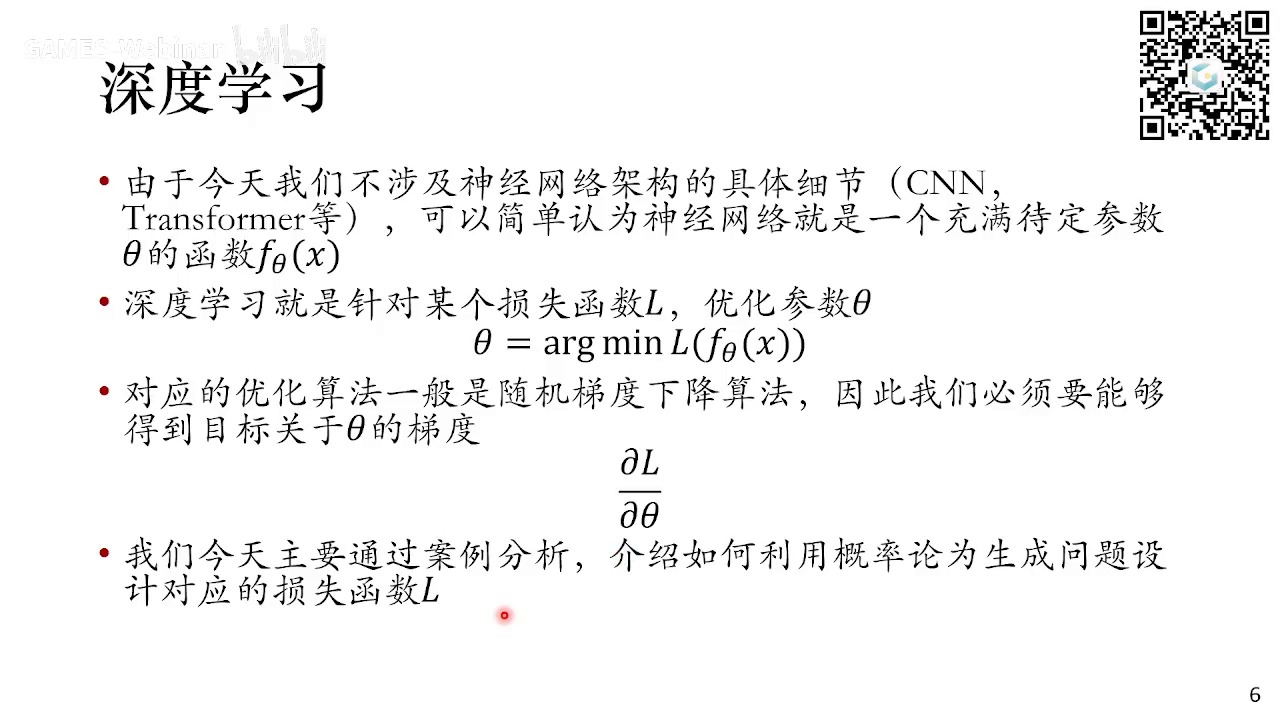 GAMES-Webinar bilibili
深度学习
• 由于今天我们不涉及神经网络架构的具体细节（CNN，
Transformer等），可以简单认为神经网络就是一个充满待定参数
θ的函数f_θ(x)
• 深度学习就是针对某个损失函数L，优化参数θ
θ = arg min L(f_θ(x))
• 对应的优化算法一般是随机梯度下降算法，因此我们必须要能够
得到目标关于θ的梯度
∂L
∂θ
• 我们今天主要通过案例分析，介绍如何利用概率论为生成问题设
计对应的损失函数L
6